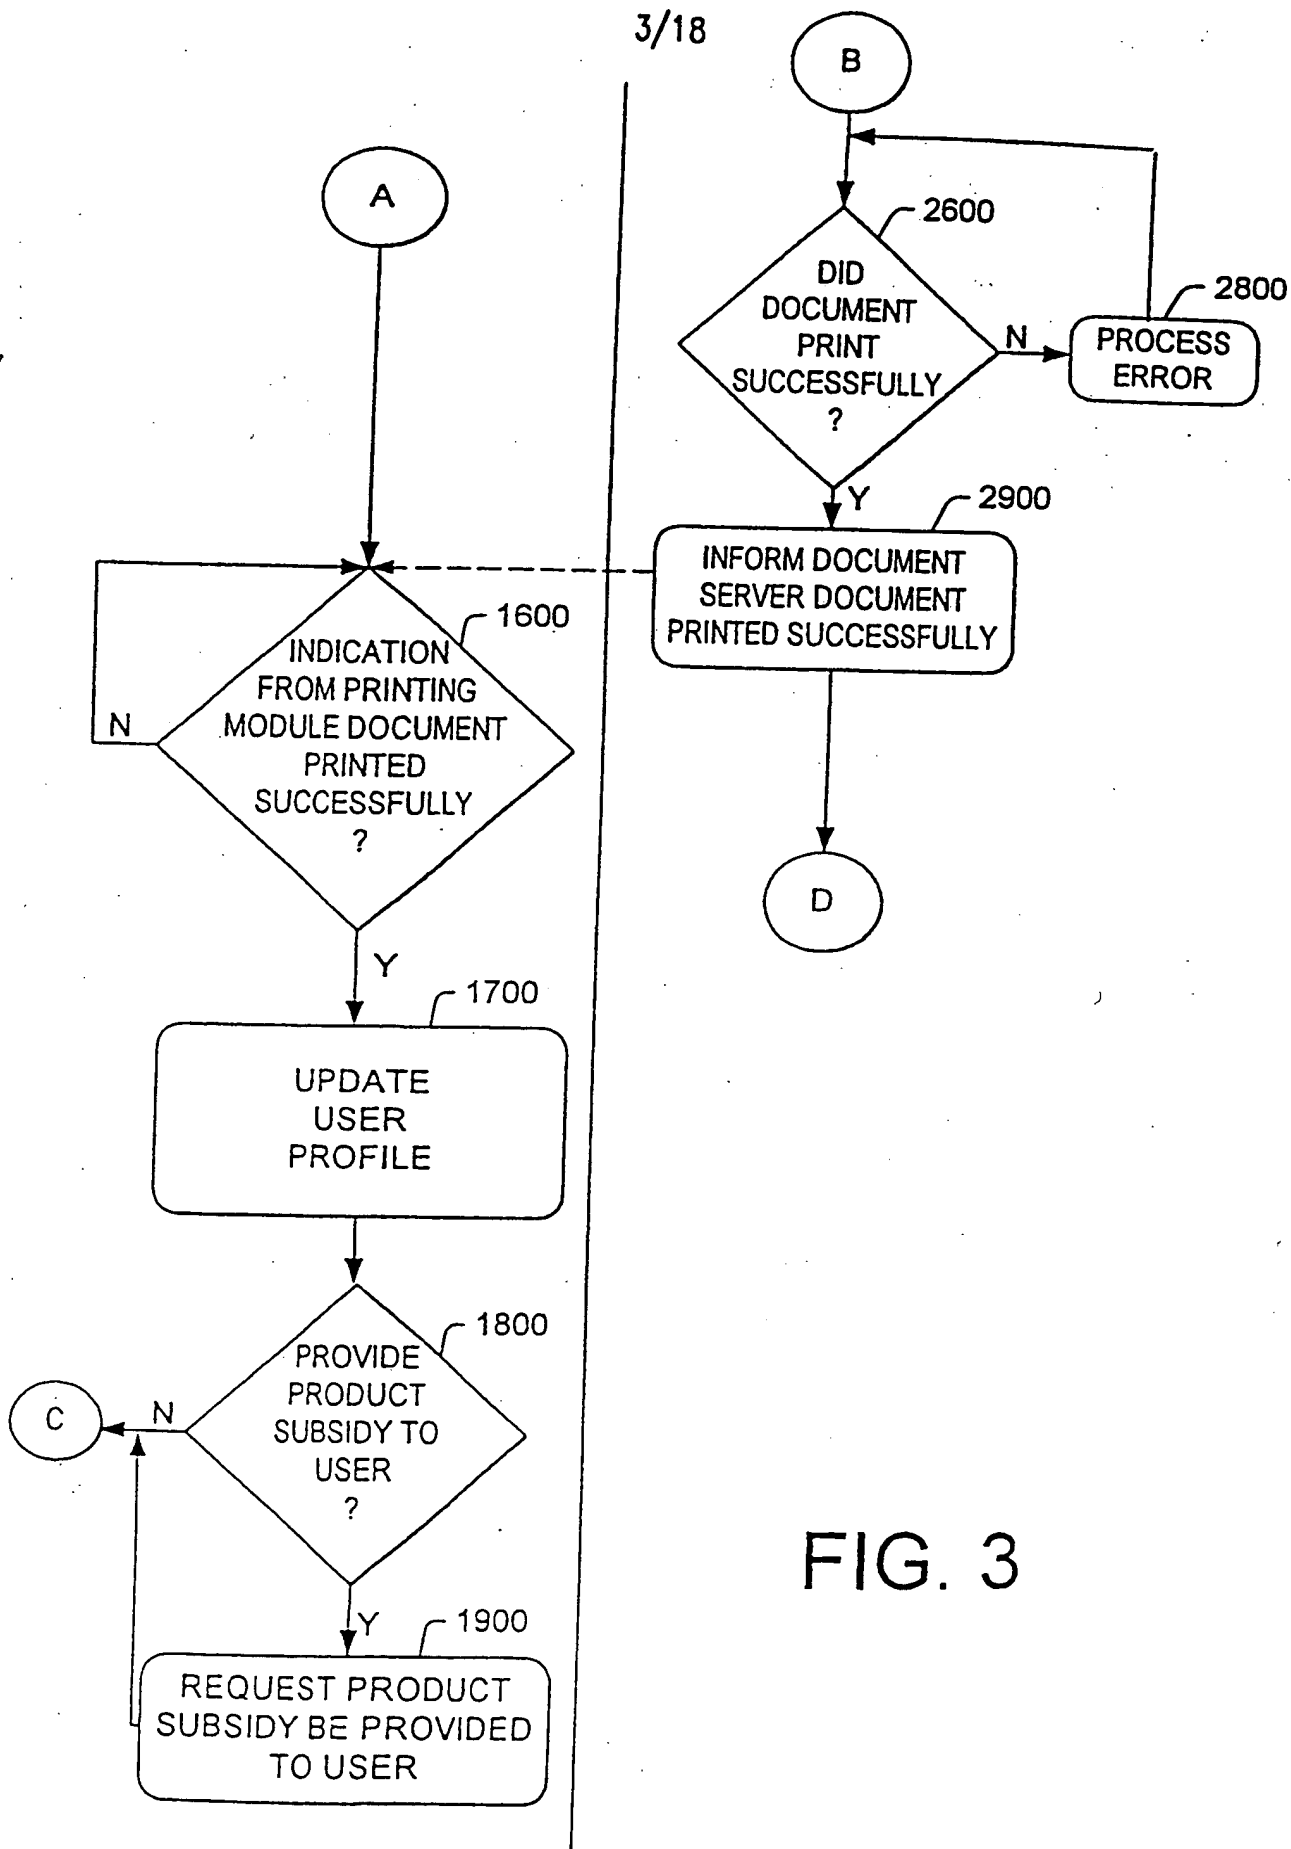 3/18
A
1600
INDICATION
FROM PRINTING
MODULE DOCUMENT
PRINTED
SUCCESSFULLY
?
N
Y
1700
UPDATE
USER
PROFILE
1800
PROVIDE
PRODUCT
SUBSIDY TO
USER
?
N
C
Y
1900
REQUEST PRODUCT
SUBSIDY BE PROVIDED
TO USER
B
2600
DID
DOCUMENT
PRINT
SUCCESSFULLY
?
N
2800
PROCESS
ERROR
Y
2900
INFORM DOCUMENT
SERVER DOCUMENT
PRINTED SUCCESSFULLY
D
FIG. 3